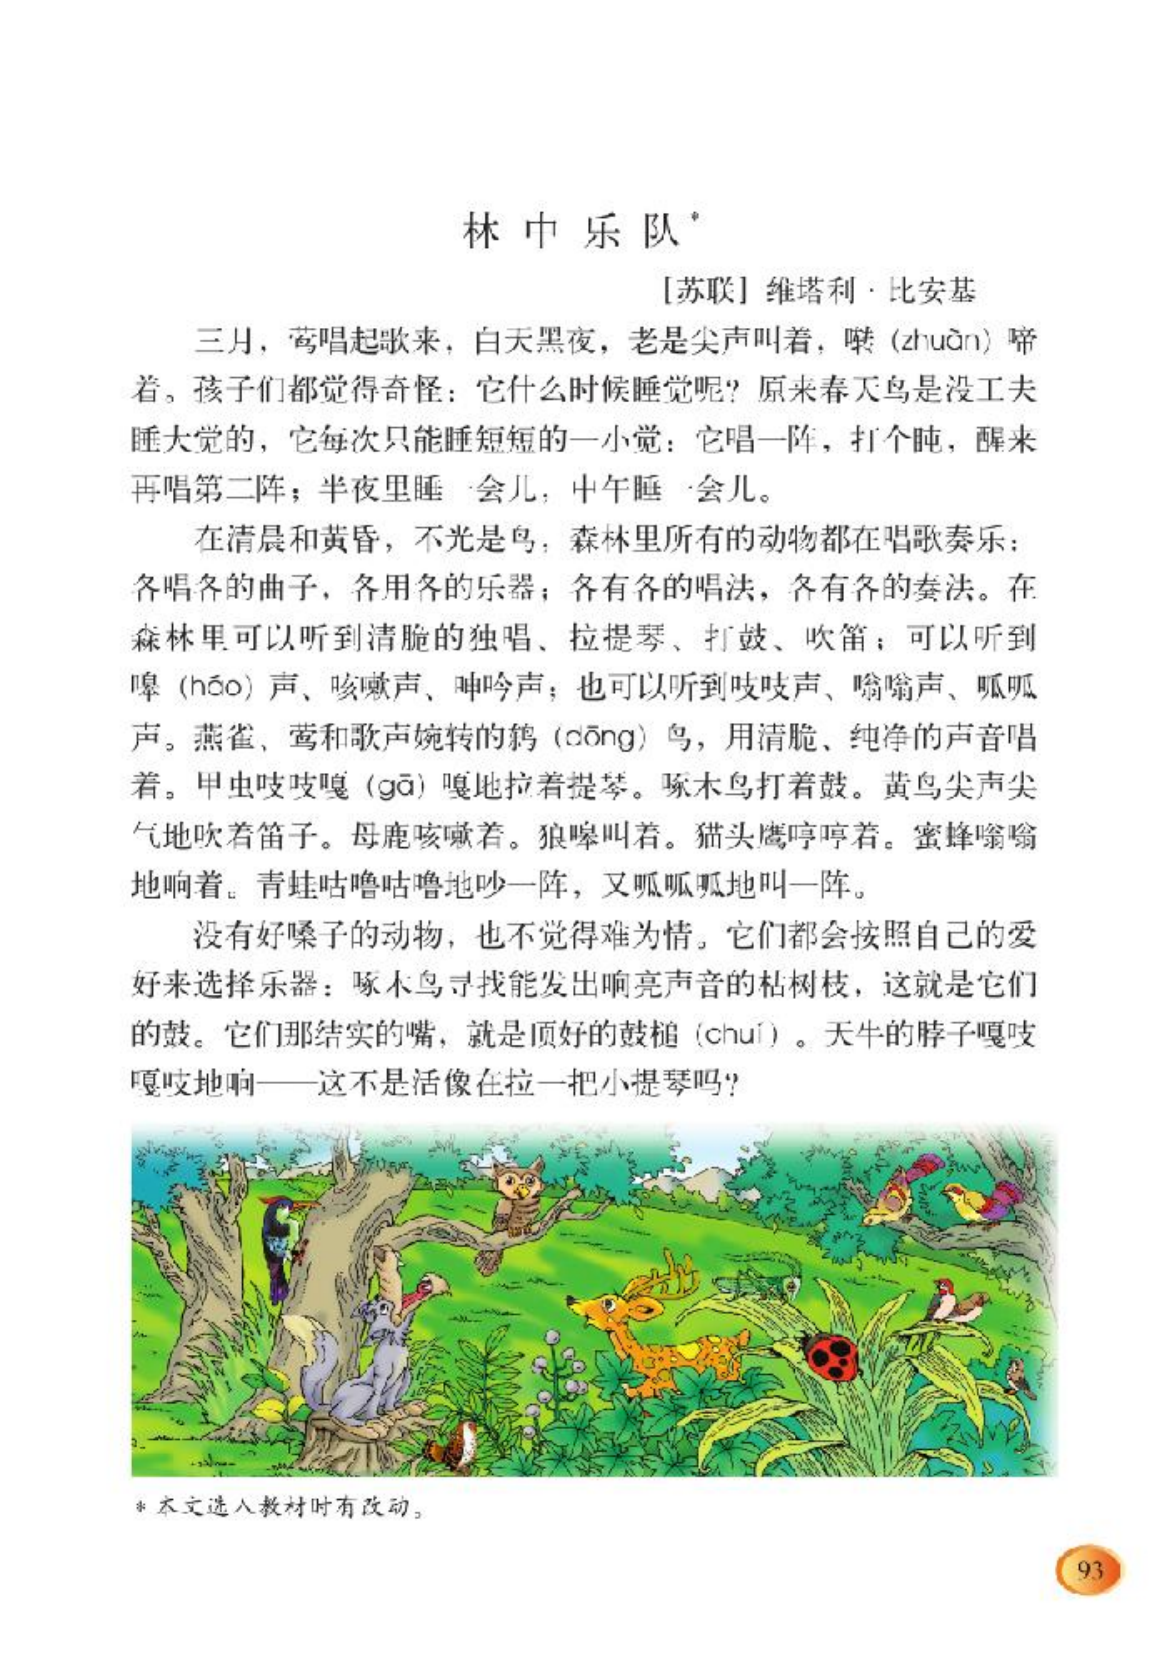 林中乐队*
［苏联］维塔利·比安基
三月，莺唱起歌来，白天黑夜，老是尖声叫着，啭（zhuàn）啼
着。孩子们都觉得奇怪：它什么时候睡觉呢？原来春天鸟是没工夫
睡大觉的，它每次只能睡短短的一小觉：它唱一阵，打个盹，醒来
再唱第二阵；半夜里睡一会儿，中午睡一会儿。
在清晨和黄昏，不光是鸟，森林里所有的动物都在唱歌奏乐：
各唱各的曲子，各用各的乐器；各有各的唱法，各有各的奏法。在
森林里可以听到清脆的独唱、拉提琴、打鼓、吹笛；可以听到
嗥（háo）声、咳嗽声、呻吟声；也可以听到吱吱声、嗡嗡声、呱呱
声。燕雀、莺和歌声婉转的鸫（dōng）鸟，用清脆、纯净的声音唱
着。甲虫吱吱嘎（gā）嘎地拉着提琴。啄木鸟打着鼓。黄鸟尖声尖
气地吹着笛子。母鹿咳嗽着。狼嗥叫着。猫头鹰哼哼着。蜜蜂嗡嗡
地响着。青蛙咕噜咕噜地吵一阵，又呱呱呱地叫一阵。
没有好嗓子的动物，也不觉得难为情。它们都会按照自己的爱
好来选择乐器：啄木鸟寻找能发出响亮声音的枯树枝，这就是它们
的鼓。它们那结实的嘴，就是顶好的鼓槌（chuí）。天牛的脖子嘎吱
嘎吱地响——这不是活像在拉一把小提琴吗？
* 本文选入教材时有改动。
93